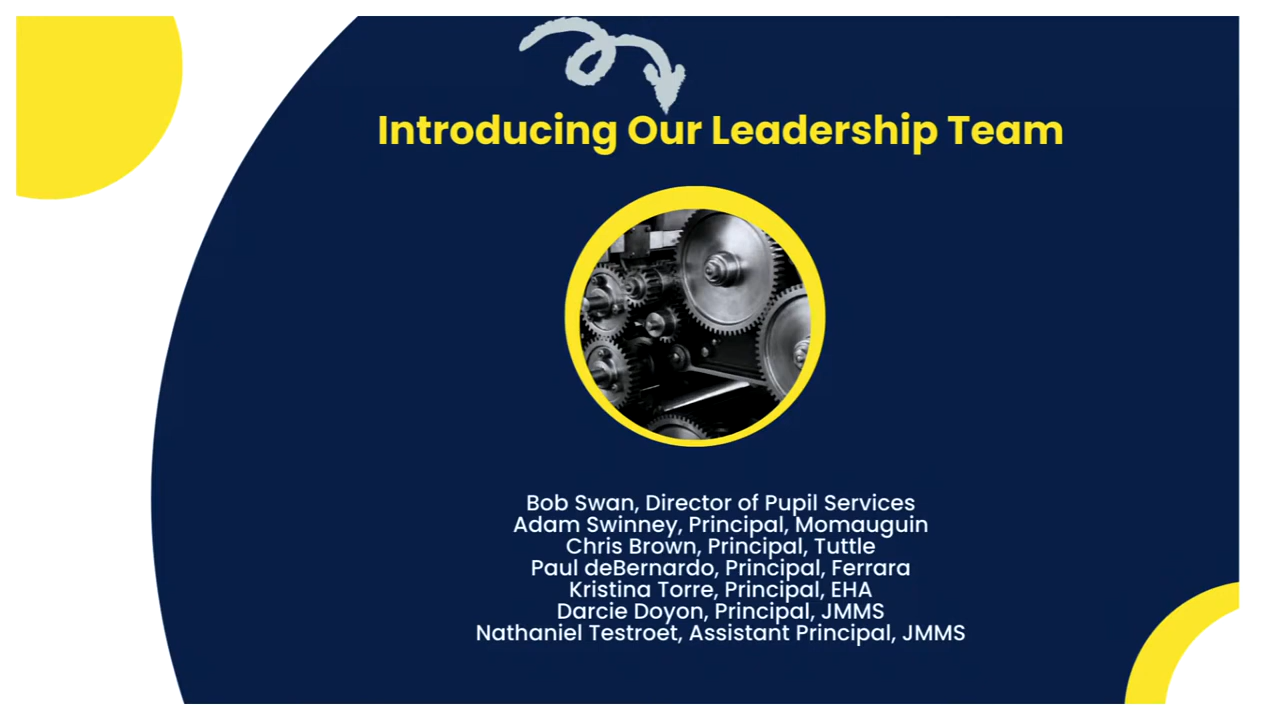 Introducing Our Leadership Team
Bob Swan, Director of Pupil Services
Adam Swinney, Principal, Momauguin
Chris Brown, Principal, Tuttle
Paul deBernardo, Principal, Ferrara
Kristina Torre, Principal, EHA
Darcie Doyon, Principal, JMMS
Nathaniel Testroet, Assistant Principal, JMMS